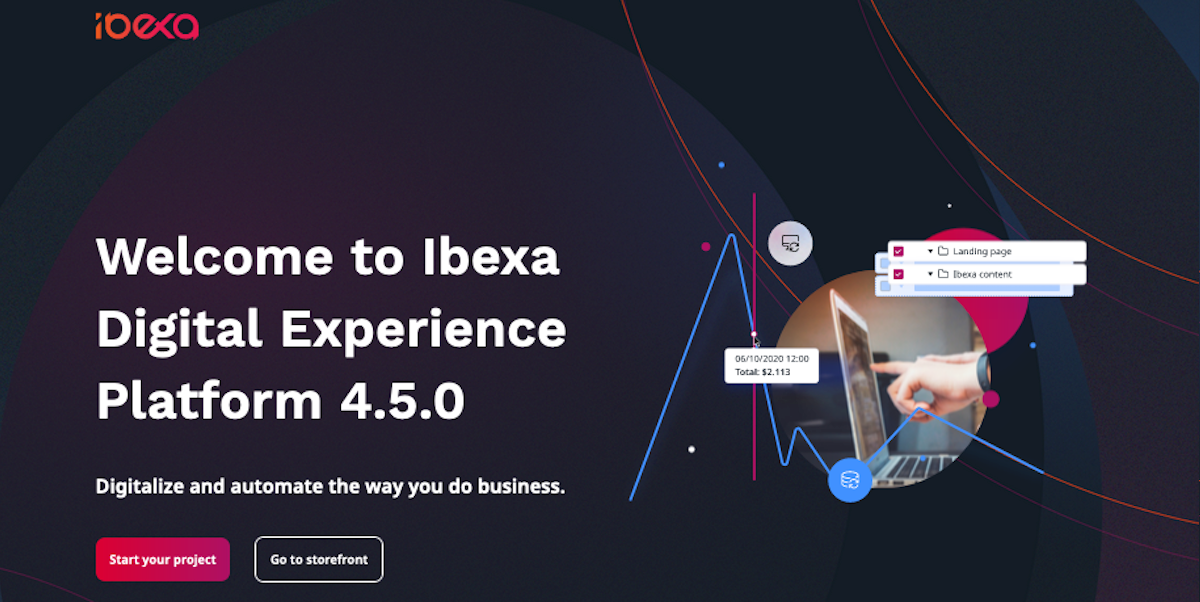 ibexa
Welcome to Ibexa
Digital Experience
Platform 4.5.0
Digitalize and automate the way you do business.
Start your project
Go to storefront
Landing page
Ibexa content
06/10/2020 12:00
Total: $2.113